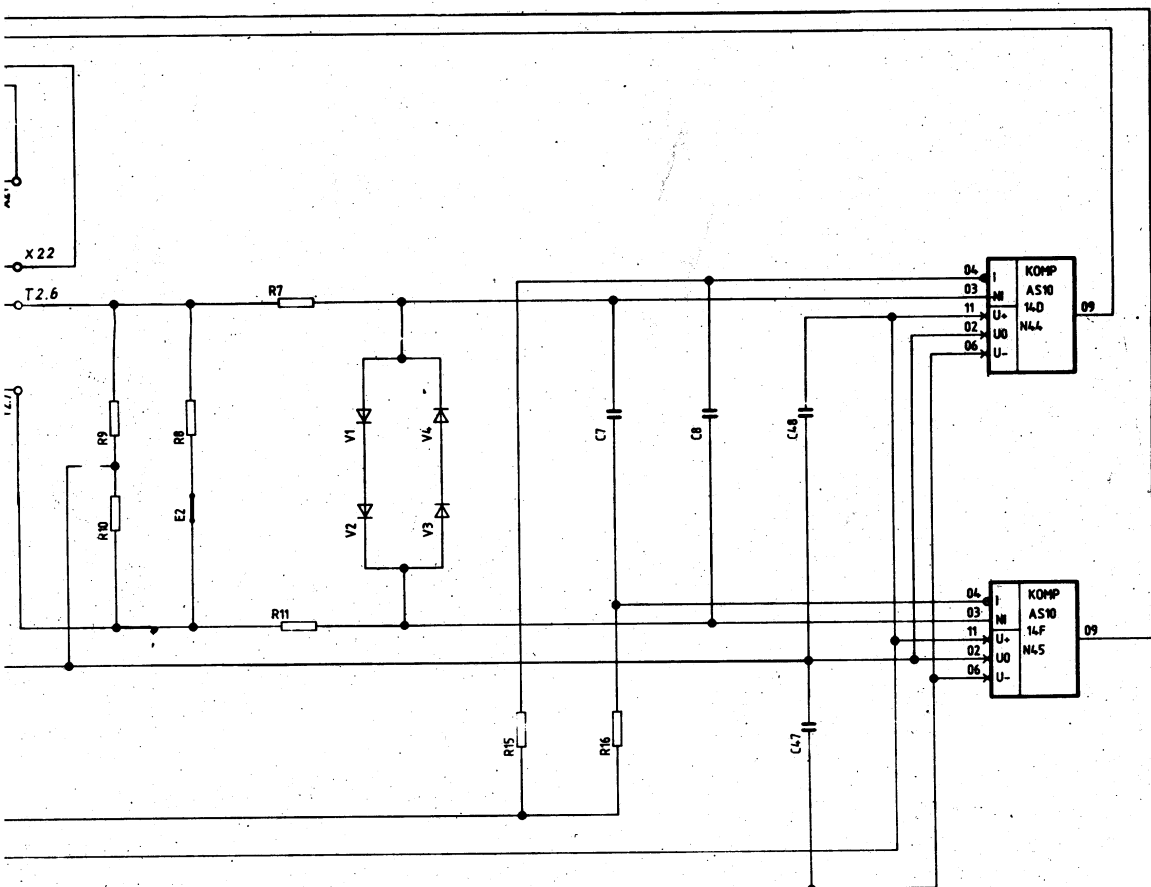 X22
T2.6
R7
04 I KOMP
03 NI AS10
11 U+ 14D
02 U0 N44
06 U-
09
R9
R8
V1
V4
C7
C8
C48
R10
E2
V2
V3
R11
04 I KOMP
03 NI AS10
11 U+ 14F
02 U0 N45
06 U-
09
R15
R16
C47